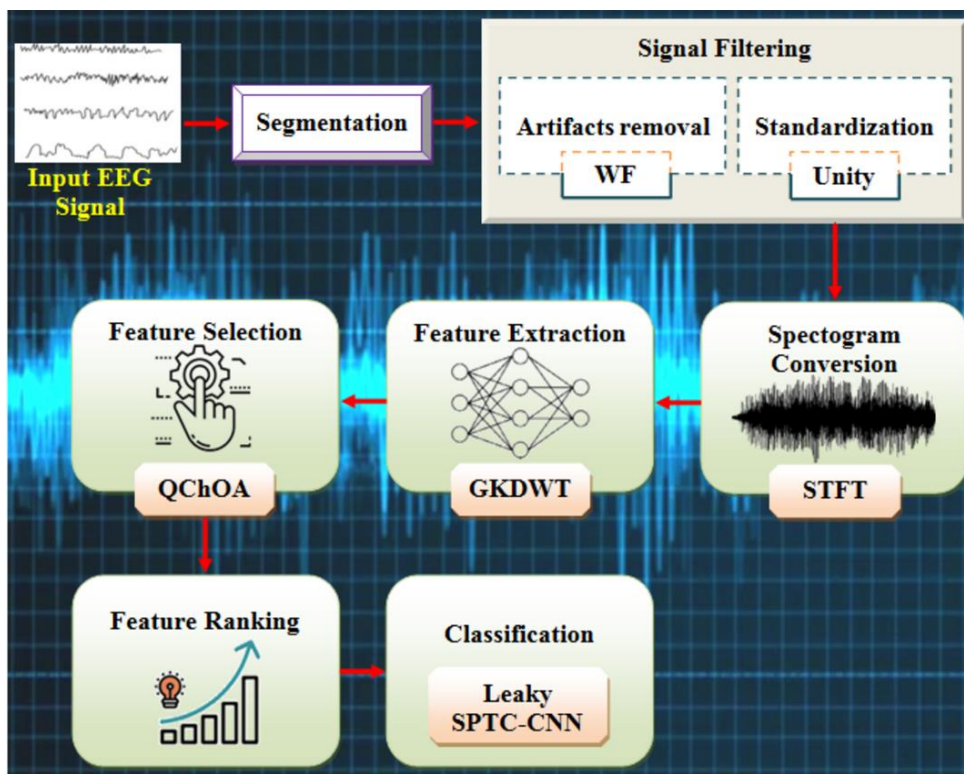 Input EEG
Signal
Segmentation
Signal Filtering
Artifacts removal
WF
Standardization
Unity
Spectogram
Conversion
STFT
Feature Extraction
GKDWT
Feature Selection
QChOA
Feature Ranking
Classification
Leaky
SPTC-CNN